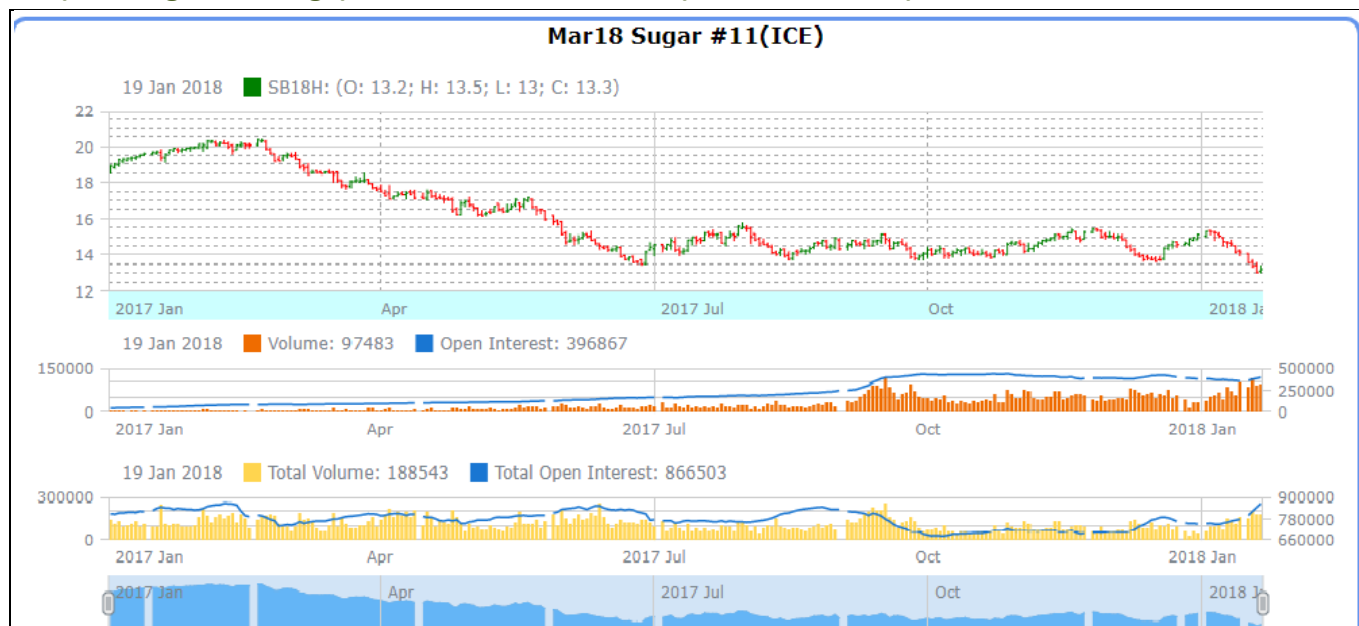 Mar18 Sugar #11(ICE)
19 Jan 2018 SB18H: (O: 13.2; H: 13.5; L: 13; C: 13.3)
22
20
18
16
14
12
2017 Jan Apr 2017 Jul Oct 2018 Ja
19 Jan 2018 Volume: 97483 Open Interest: 396867
150000 500000
250000
0 0
2017 Jan Apr 2017 Jul Oct 2018 Jan
19 Jan 2018 Total Volume: 188543 Total Open Interest: 866503
300000 900000
780000
0 660000
2017 Jan Apr 2017 Jul Oct 2018 Jan
2017 Jan Apr 2017 Jul Oct 2018 J